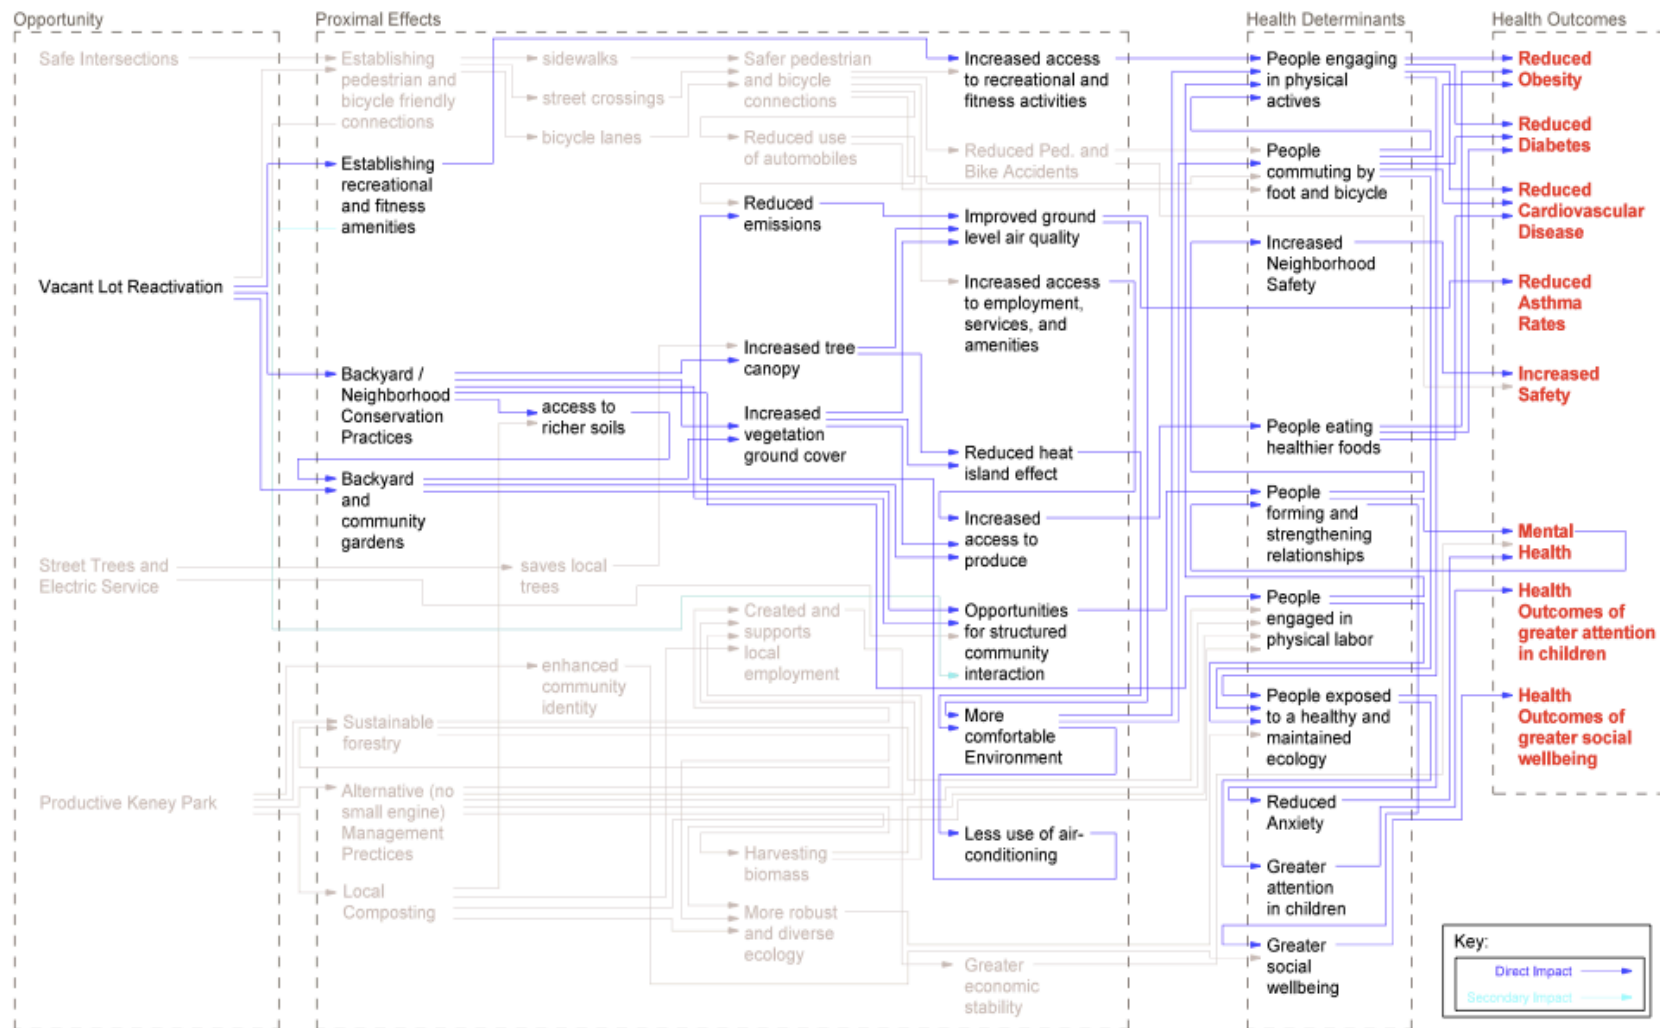 Opportunity
Proximal Effects
Health Determinants
Health Outcomes
Safe Intersections
Vacant Lot Reactivation
Street Trees and
Electric Service
Productive Keney Park
Establishing
pedestrian and
bicycle friendly
connections
Establishing
recreational
and fitness
amenities
Backyard /
Neighborhood
Conservation
Practices
Backyard
and
community
gardens
Sustainable
forestry
Alternative (no
small engine)
Management
Prectices
Local
Composting
sidewalks
street crossings
bicycle lanes
access to
richer soils
saves local
trees
enhanced
community
identity
Safer pedestrian
and bicycle
connections
Reduced use
of automobiles
Reduced
emissions
Increased tree
canopy
Increased
vegetation
ground cover
Created and
supports
local
employment
Harvesting
biomass
More robust
and diverse
ecology
Increased access
to recreational and
fitness activities
Reduced Ped. and
Bike Accidents
Improved ground
level air quality
Increased access
to employment,
services, and
amenities
Reduced heat
island effect
Increased
access to
produce
Opportunities
for structured
community
interaction
More
comfortable
Environment
Less use of air-
conditioning
Greater
economic
stability
People engaging
in physical
actives
People
commuting by
foot and bicycle
Increased
Neighborhood
Safety
People eating
healthier foods
People
forming and
strengthening
relationships
People
engaged in
physical labor
People exposed
to a healthy and
maintained
ecology
Reduced
Anxiety
Greater
attention
in children
Greater
social
wellbeing
Reduced
Obesity
Reduced
Diabetes
Reduced
Cardiovascular
Disease
Reduced
Asthma
Rates
Increased
Safety
Mental
Health
Health
Outcomes of
greater attention
in children
Health
Outcomes of
greater social
wellbeing
Key:
Direct Impact
Secondary Impact